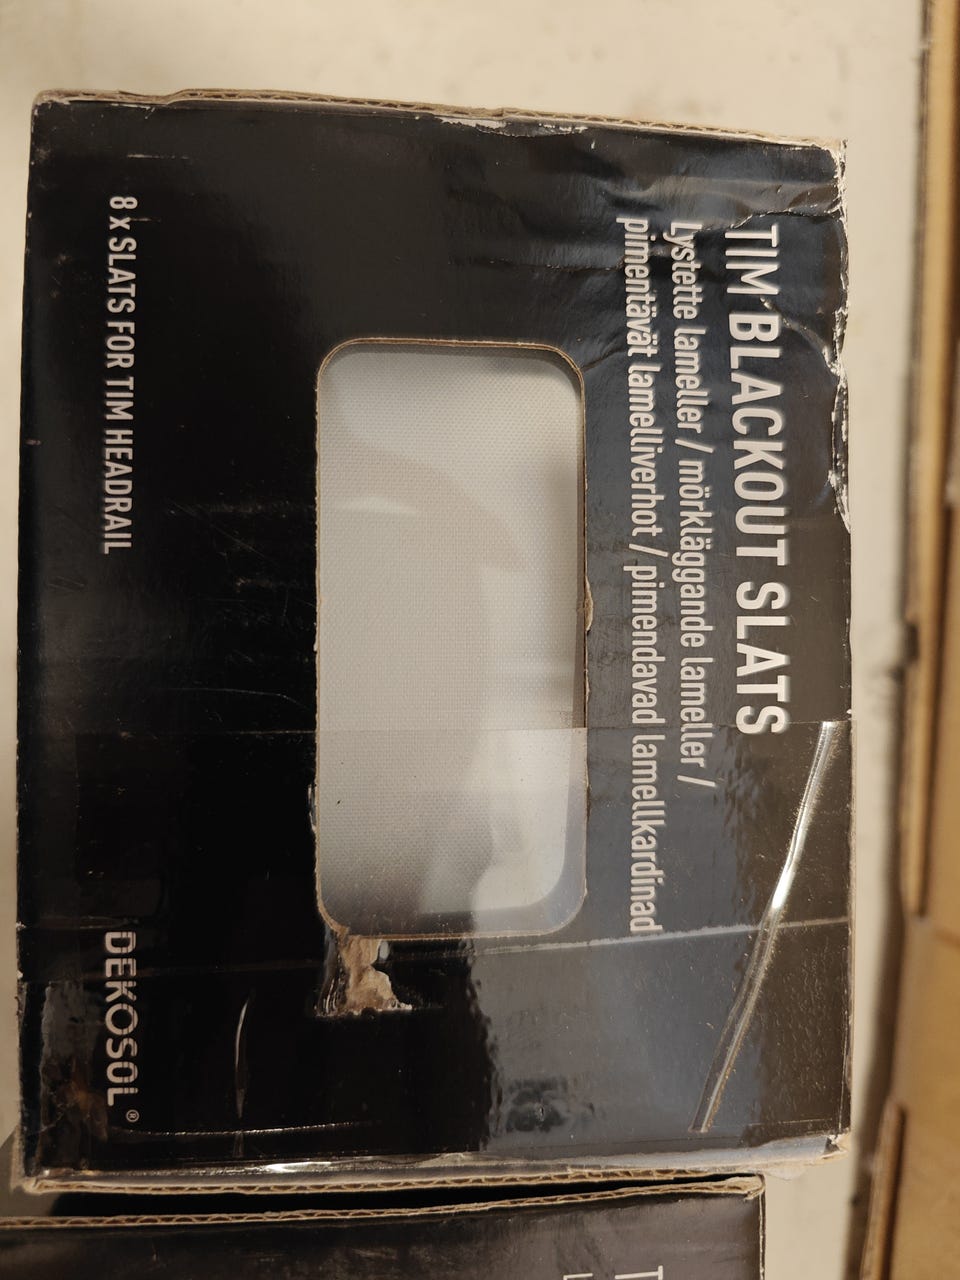 TIM BLACKOUT SLATS
Lystette lameller / mörkläggande lameller /
pimentävät lamelliverhot / pimendavad lamellkardinad
8 x SLATS FOR TIM HEADRAIL
DEKOSOL®